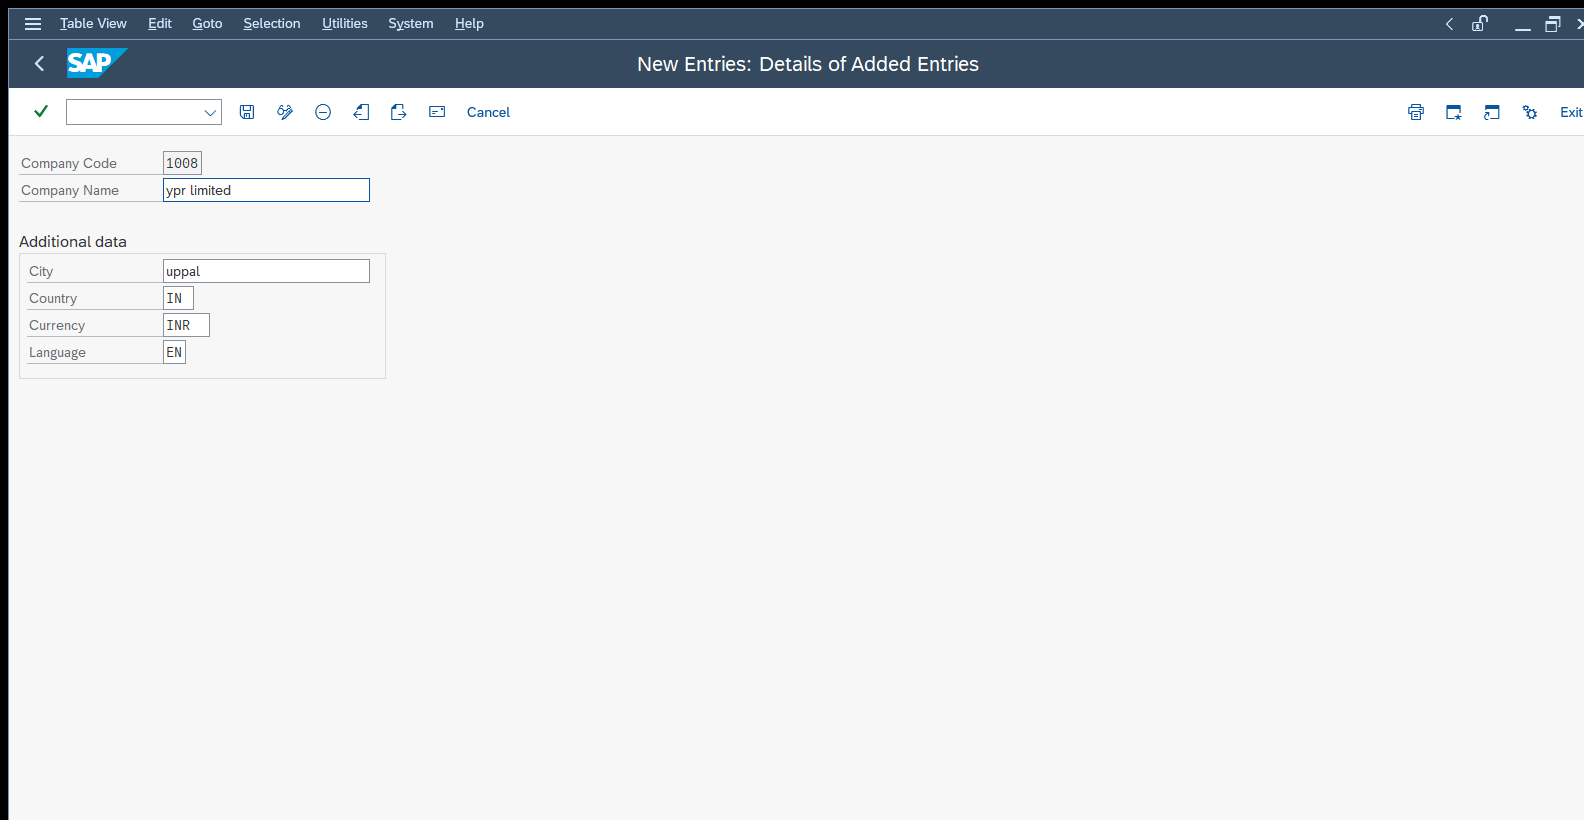 Table View Edit Goto Selection Utilities System Help
SAP
New Entries: Details of Added Entries
Cancel
Exit
Company Code 1008
Company Name ypr limited
Additional data
City uppal
Country IN
Currency INR
Language EN